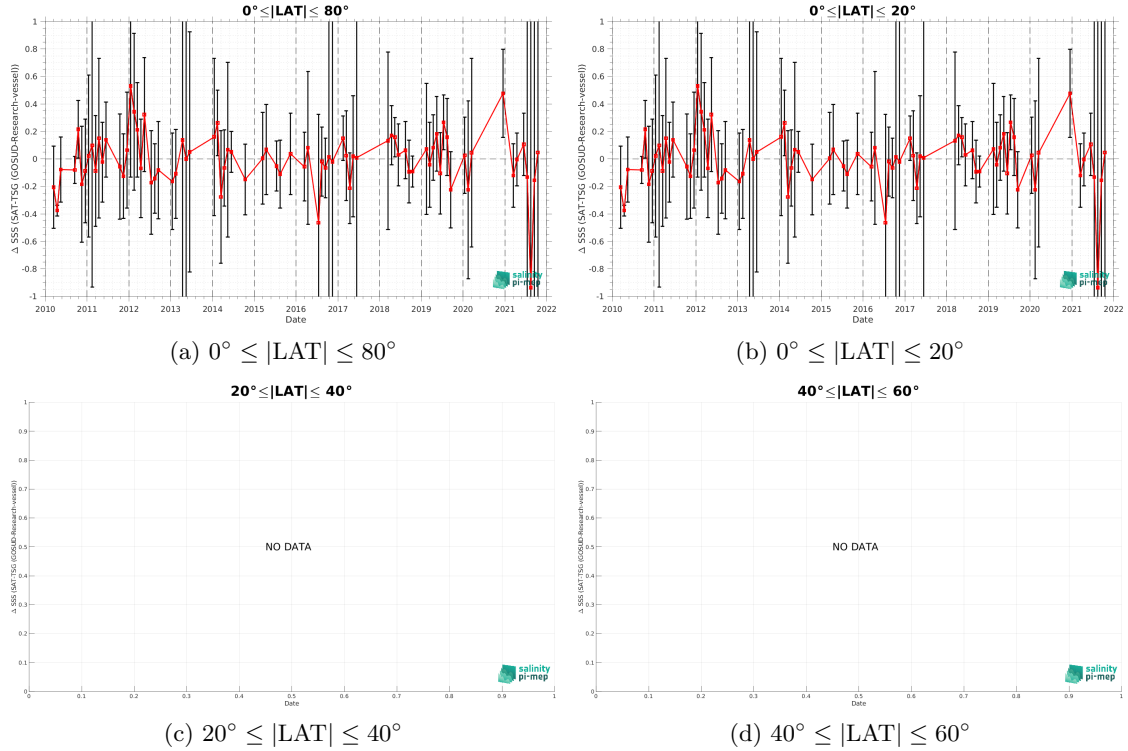 0°≤|LAT|≤ 80°
Δ SSS (SAT-TSG (GOSUD-Research-vessel))
1
0.8
0.6
0.4
0.2
0
-0.2
-0.4
-0.6
-0.8
-1
2010 2011 2012 2013 2014 2015 2016 2017 2018 2019 2020 2021 2022
Date
salinity
pi-mep
(a) 0° ≤ |LAT| ≤ 80°
0°≤|LAT|≤ 20°
Δ SSS (SAT-TSG (GOSUD-Research-vessel))
1
0.8
0.6
0.4
0.2
0
-0.2
-0.4
-0.6
-0.8
-1
2010 2011 2012 2013 2014 2015 2016 2017 2018 2019 2020 2021 2022
Date
salinity
pi-mep
(b) 0° ≤ |LAT| ≤ 20°
20°≤|LAT|≤ 40°
Δ SSS (SAT-TSG (GOSUD-Research-vessel))
1
0.9
0.8
0.7
0.6
0.5
0.4
0.3
0.2
0.1
0
NO DATA
0 0.1 0.2 0.3 0.4 0.5 0.6 0.7 0.8 0.9 1
Date
salinity
pi-mep
(c) 20° ≤ |LAT| ≤ 40°
40°≤|LAT|≤ 60°
Δ SSS (SAT-TSG (GOSUD-Research-vessel))
1
0.9
0.8
0.7
0.6
0.5
0.4
0.3
0.2
0.1
0
NO DATA
0 0.1 0.2 0.3 0.4 0.5 0.6 0.7 0.8 0.9 1
Date
salinity
pi-mep
(d) 40° ≤ |LAT| ≤ 60°